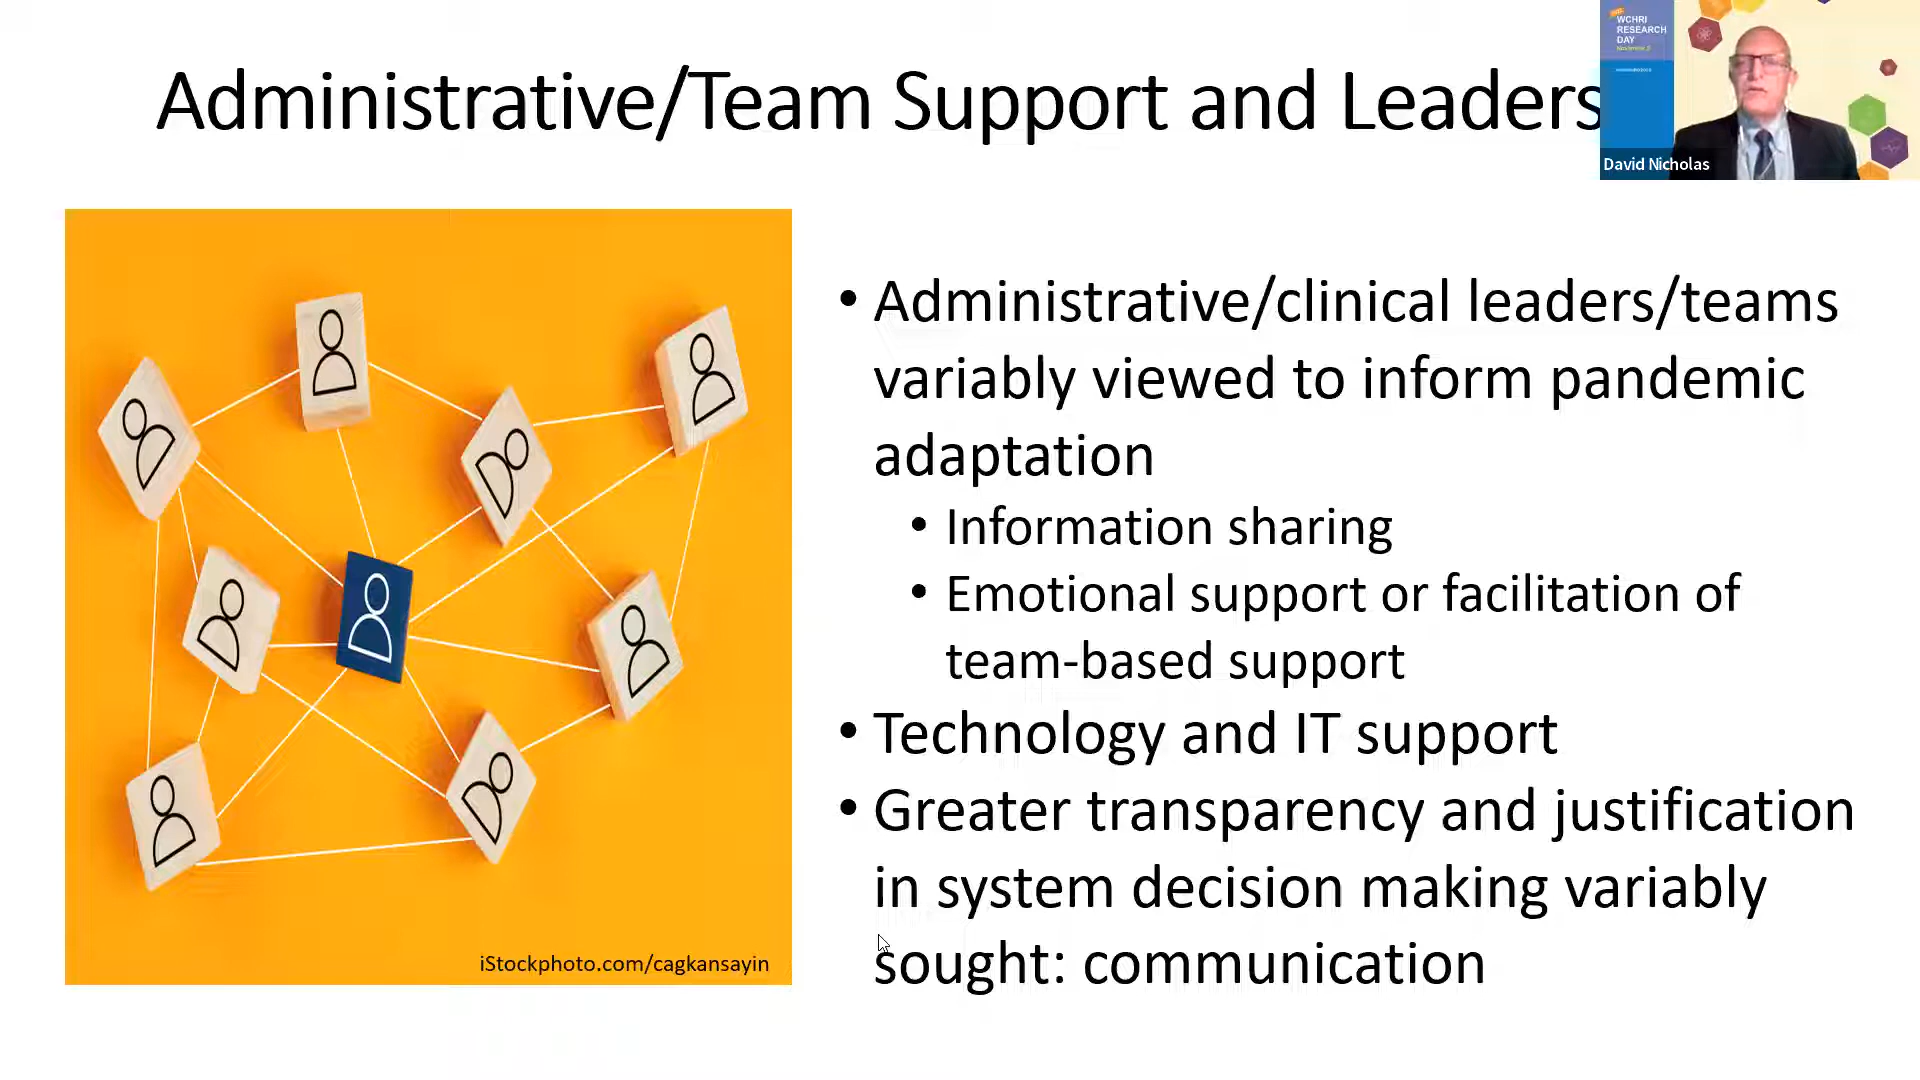 Administrative/Team Support and Leaders
WCHRI
RESEARCH
DAY
David Nicholas
• Administrative/clinical leaders/teams
variably viewed to inform pandemic
adaptation
• Information sharing
• Emotional support or facilitation of
team-based support
• Technology and IT support
• Greater transparency and justification
in system decision making variably
sought: communication
iStockphoto.com/cagkansayin